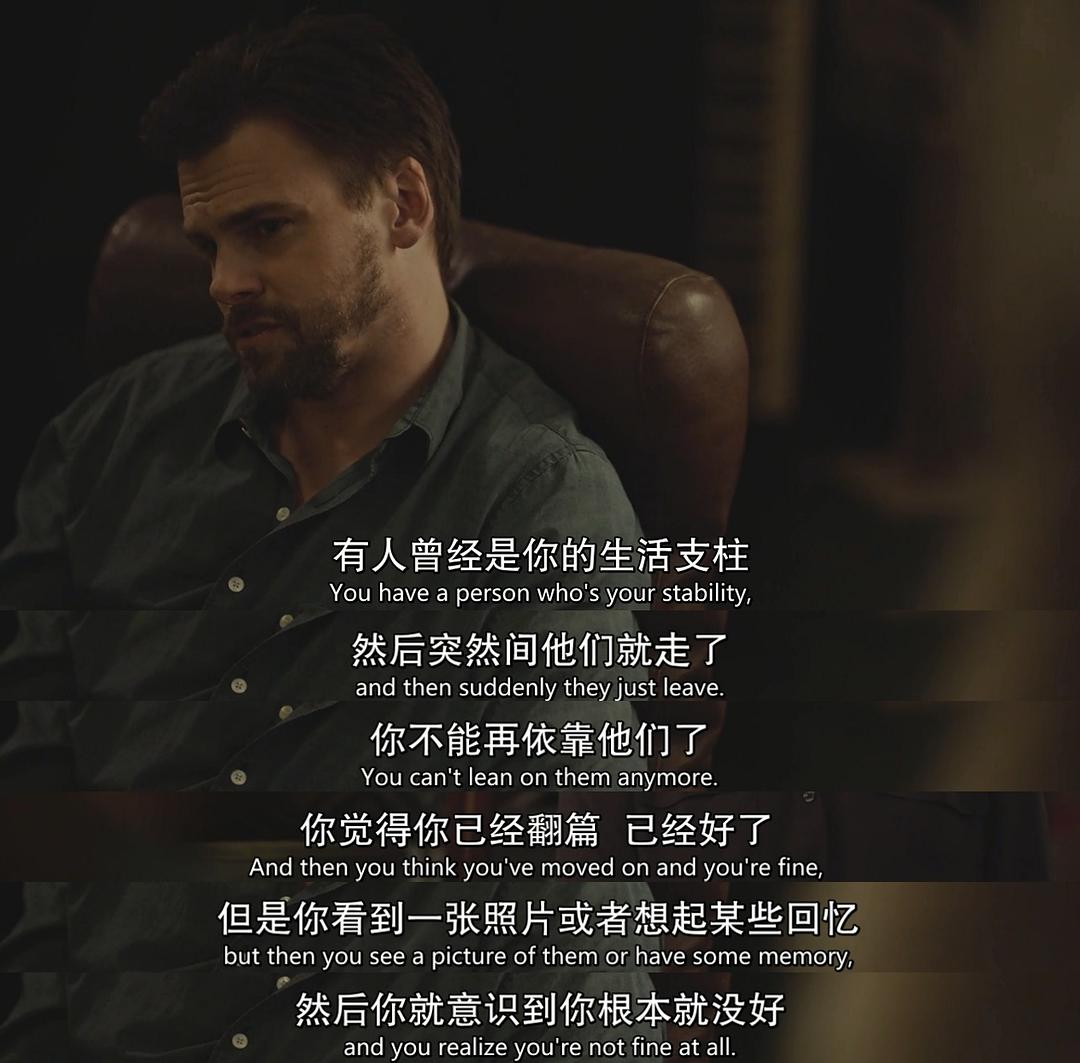 有人曾经是你的生活支柱
You have a person who's your stability,
然后突然间他们就走了
and then suddenly they just leave.
你不能再依靠他们了
You can't lean on them anymore.
你觉得你已经翻篇 已经好了
And then you think you've moved on and you're fine,
但是你看到一张照片或者想起某些回忆
but then you see a picture of them or have some memory,
然后你就意识到你根本就没好
and you realize you're not fine at all.